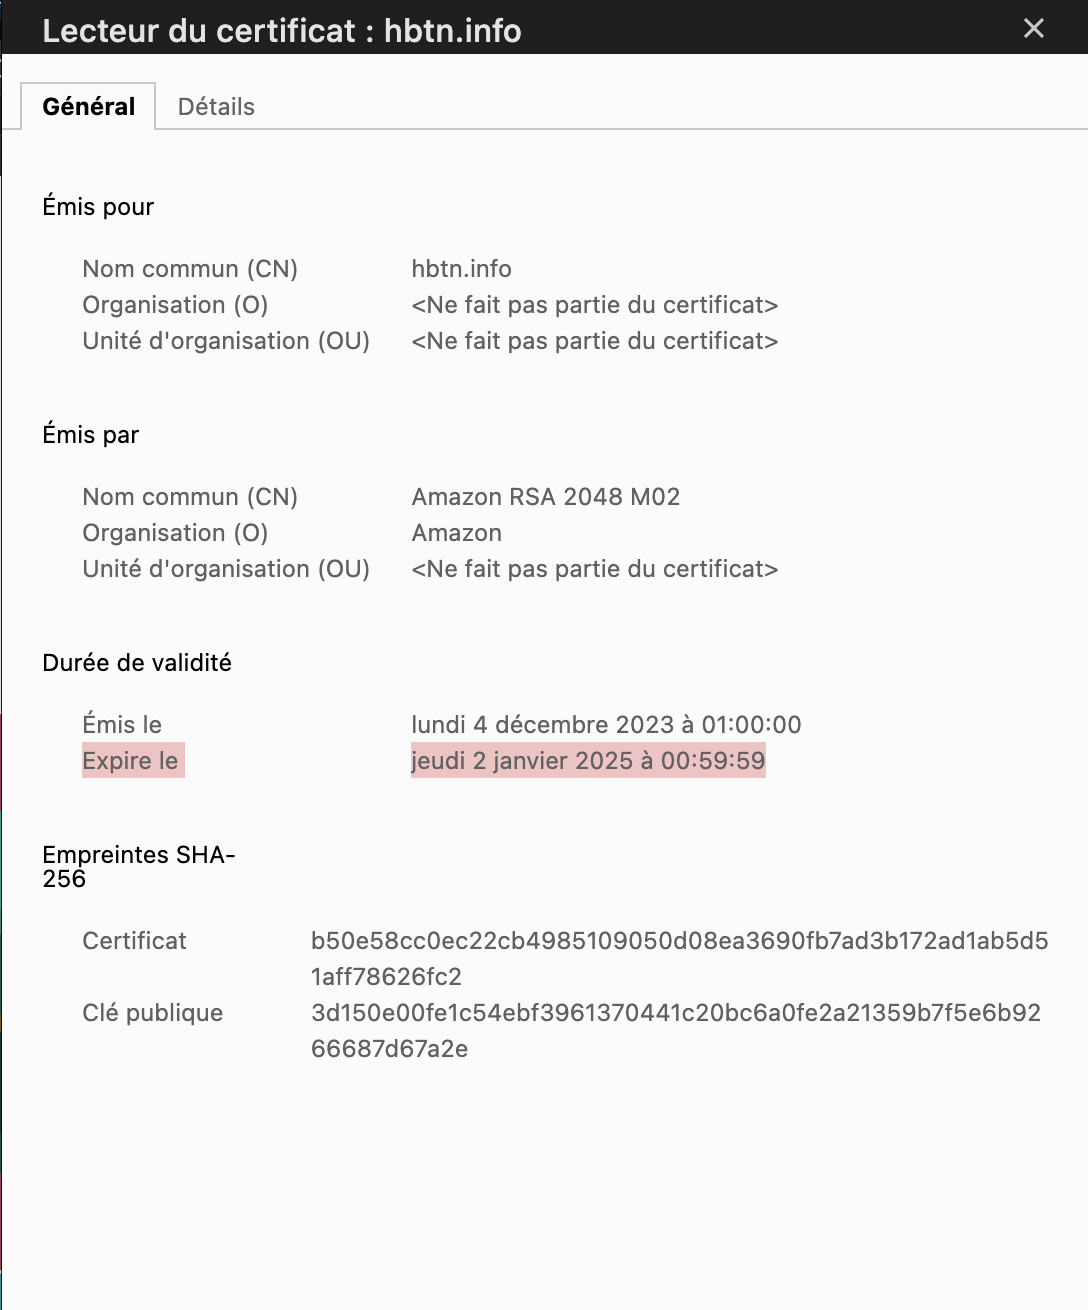 Lecteur du certificat : hbtn.info
Général Détails
Émis pour
Nom commun (CN) hbtn.info
Organisation (O) <Ne fait pas partie du certificat>
Unité d'organisation (OU) <Ne fait pas partie du certificat>
Émis par
Nom commun (CN) Amazon RSA 2048 M02
Organisation (O) Amazon
Unité d'organisation (OU) <Ne fait pas partie du certificat>
Durée de validité
Émis le lundi 4 décembre 2023 à 01:00:00
Expire le jeudi 2 janvier 2025 à 00:59:59
Empreintes SHA-
256
Certificat b50e58cc0ec22cb4985109050d08ea3690fb7ad3b172ad1ab5d5
1aff78626fc2
Clé publique 3d150e00fe1c54ebf3961370441c20bc6a0fe2a21359b7f5e6b92
66687d67a2e